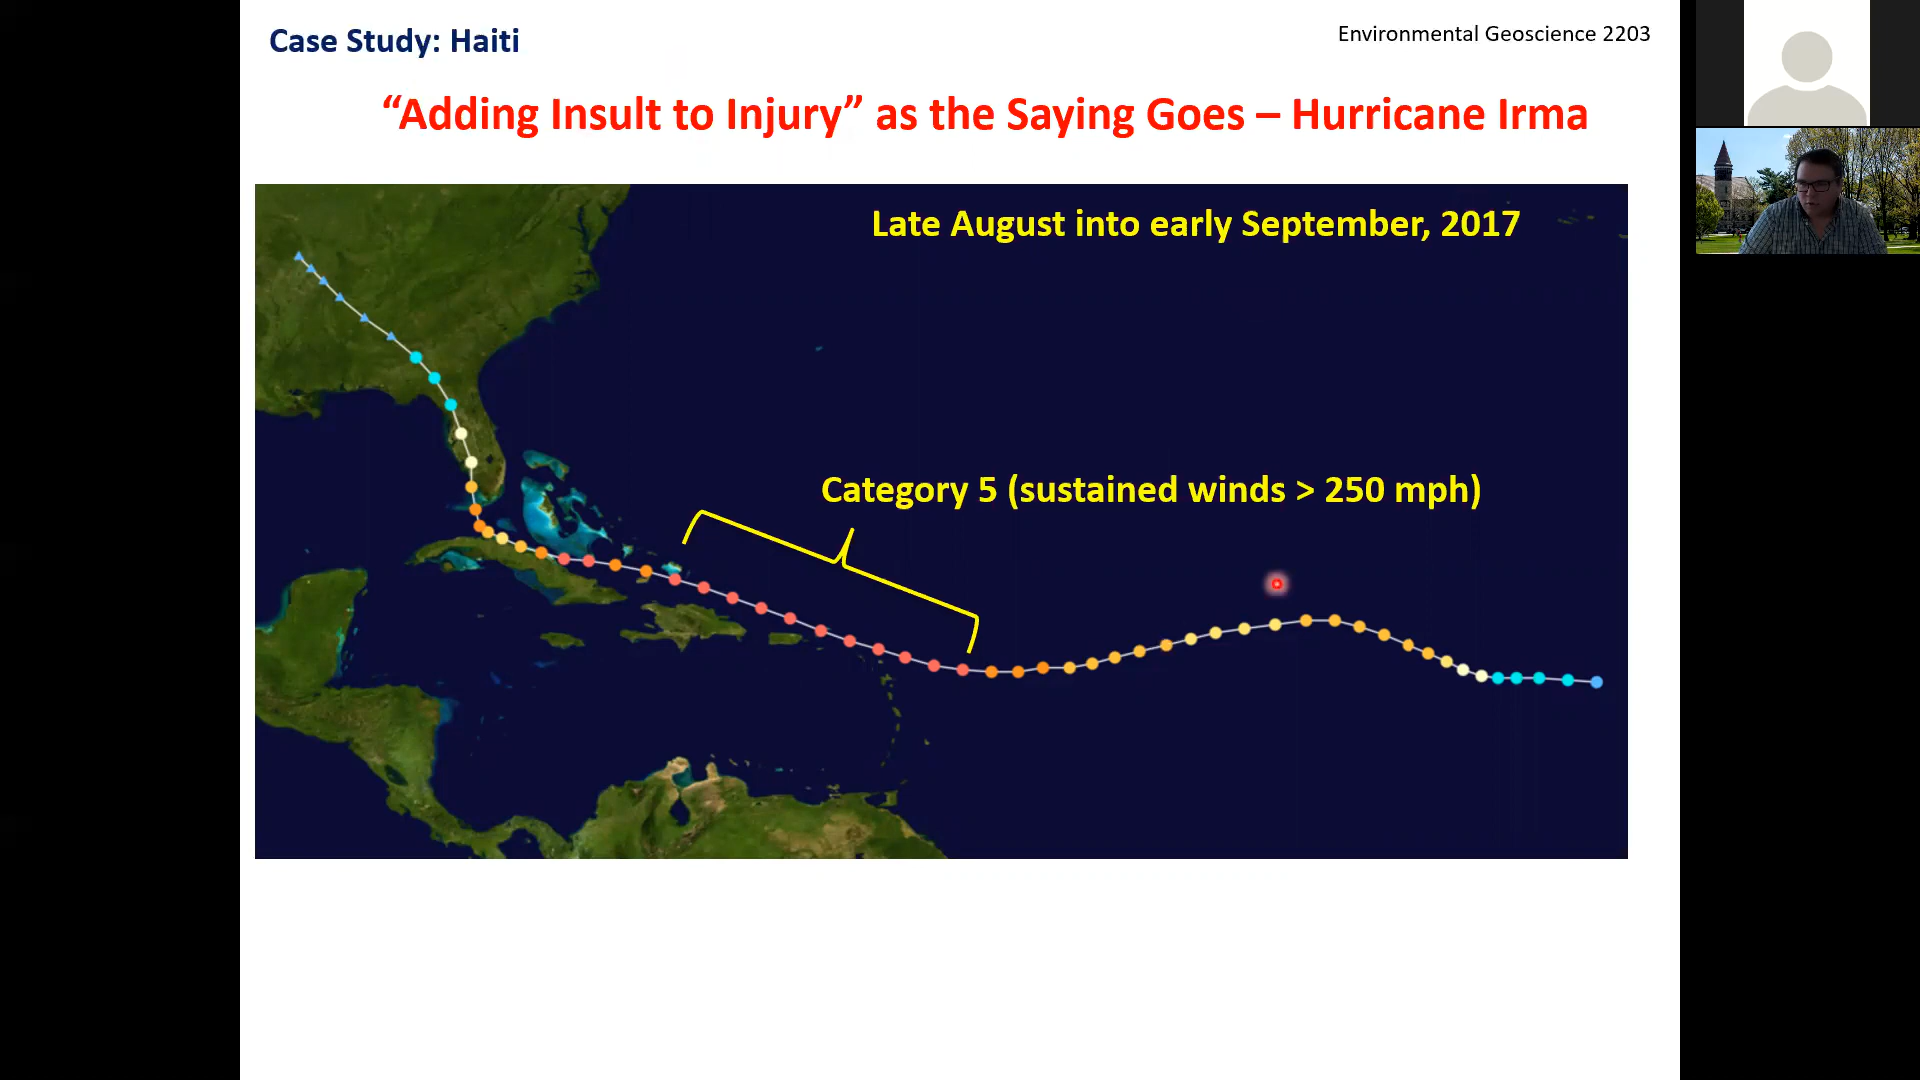 Case Study: Haiti
Environmental Geoscience 2203
“Adding Insult to Injury” as the Saying Goes – Hurricane Irma
Late August into early September, 2017
Category 5 (sustained winds > 250 mph)